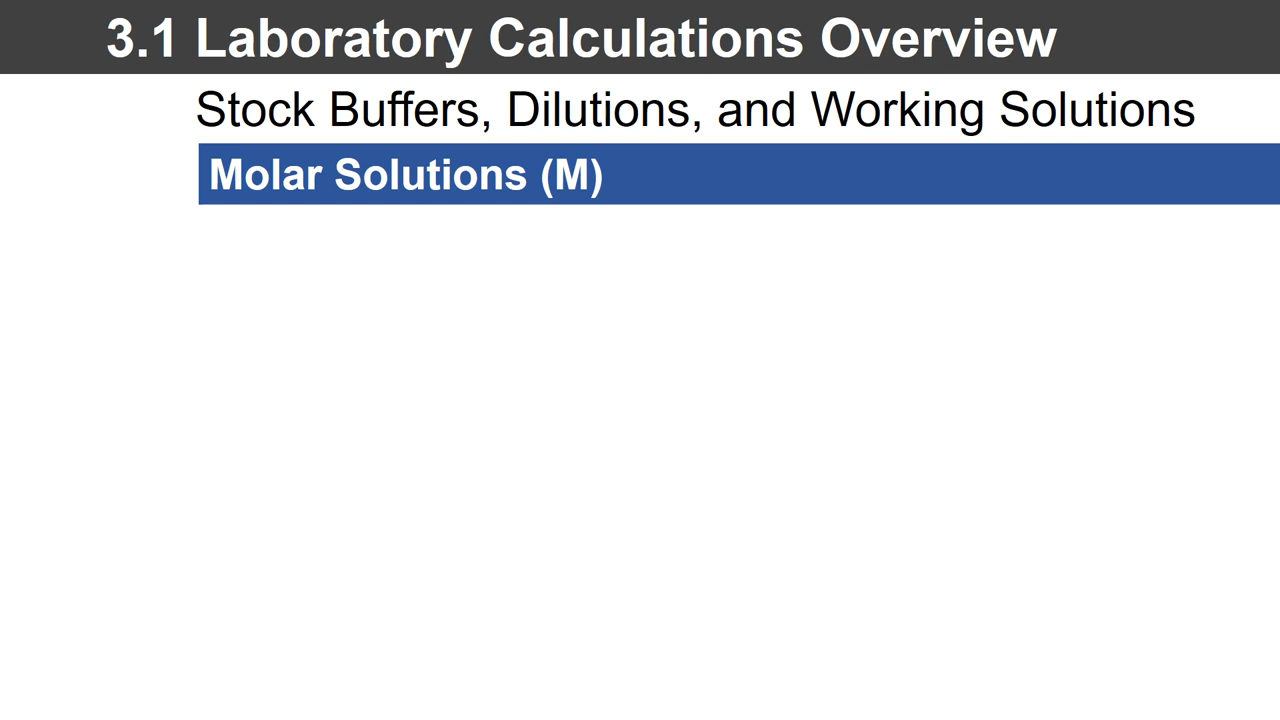 3.1 Laboratory Calculations Overview
Stock Buffers, Dilutions, and Working Solutions
Molar Solutions (M)